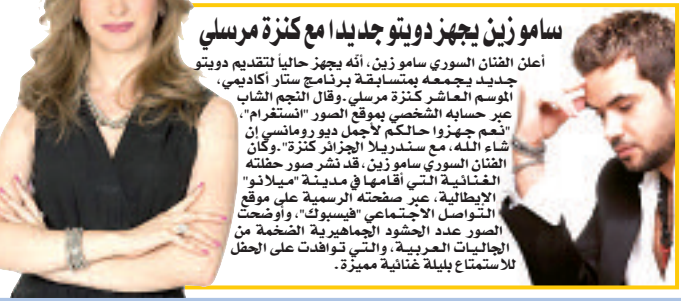 سامو زين يجهز دويتو جديدا مع كنزة مرسلي
أعلن الفنان السوري سامو زين، أنّه يجهز حالياً لتقديم دويتو
جديد يجمعه بمتسابقة برنامج ستار أكاديمي،
الموسم العاشر كنزة مرسلي. وقال النجم الشاب
عبر حسابه الشخصي بموقع الصور "انستغرام"،
"نعم جهزوا حالكم لأجمل ديو رومانسي إن
شاء الله، مع سندريلا الجزائر كنزة". وكان
الفنان السوري سامو زين، قد نشر صور حفلته
الغنائية التي أقامها في مدينة "ميلانو"
الإيطالية، عبر صفحته الرسمية على موقع
التواصل الاجتماعي "فيسبوك"، وأوضحت
الصور عدد الحشود الجماهيرية الضخمة من
الجاليات العربية، والتي توافدت على الحفل
للاستمتاع بليلة غنائية مميزة.